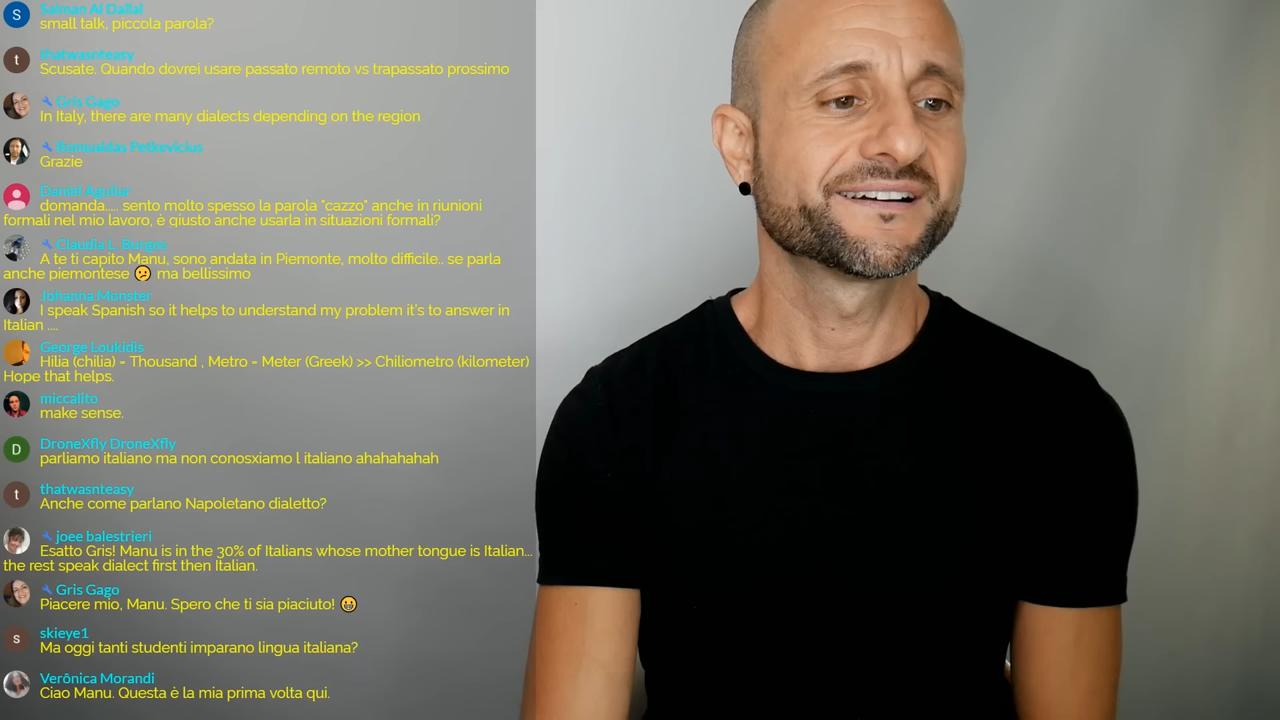 S
Salman Al Dallal
small talk, piccola parola?
t
thatwasnteasy
Scusate. Quando dovrei usare passato remoto vs trapassato prossimo
Gris Gago
In Italy, there are many dialects depending on the region
Romualdas Petkevicius
Grazie
Daniel Aguilar
domanda..... sento molto spesso la parola "cazzo" anche in riunioni
formali nel mio lavoro, è giusto anche usarla in situazioni formali?
Claudia L. Burgos
A te ti capito Manu, sono andata in Piemonte, molto difficile.. se parla
anche piemontese 😕 ma bellissimo
Johanna Monster
I speak Spanish so it helps to understand my problem it's to answer in
Italian ....
George Loukidis
Hilia (chilia) = Thousand , Metro = Meter (Greek) >> Chiliometro (kilometer)
Hope that helps.
miccalito
make sense.
D
DroneXfly DroneXfly
parliamo italiano ma non conosxiamo l italiano ahahahahah
t
thatwasnteasy
Anche come parlano Napoletano dialetto?
joee balestrieri
Esatto Gris! Manu is in the 30% of Italians whose mother tongue is Italian...
the rest speak dialect first then Italian.
Gris Gago
Piacere mio, Manu. Spero che ti sia piaciuto! 😁
s
skieye1
Ma oggi tanti studenti imparano lingua italiana?
Verônica Morandi
Ciao Manu. Questa è la mia prima volta qui.